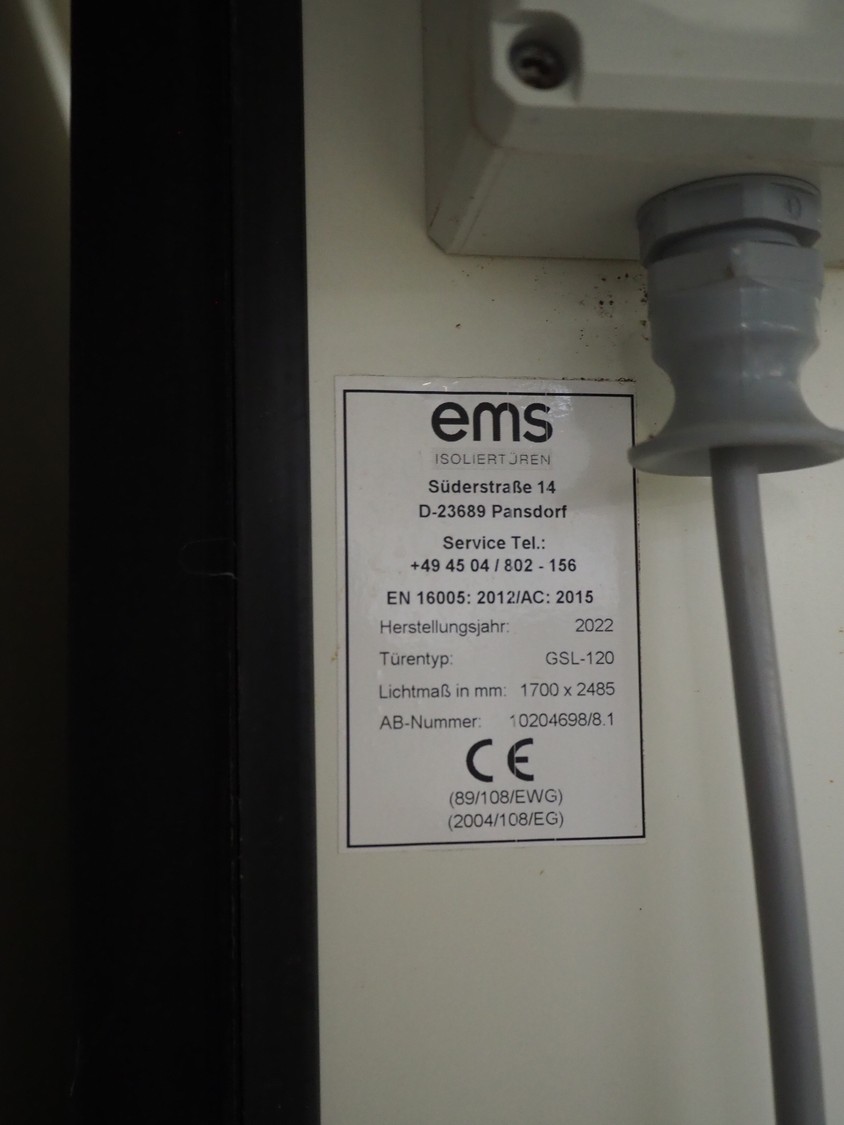 ems
ISOLIERTÜREN
Süderstraße 14
D-23689 Pansdorf
Service Tel.:
+49 45 04 / 802 - 156
EN 16005: 2012/AC: 2015
Herstellungsjahr: 2022
Türentyp: GSL-120
Lichtmaß in mm: 1700 x 2485
AB-Nummer: 10204698/8.1
CE
(89/108/EWG)
(2004/108/EG)